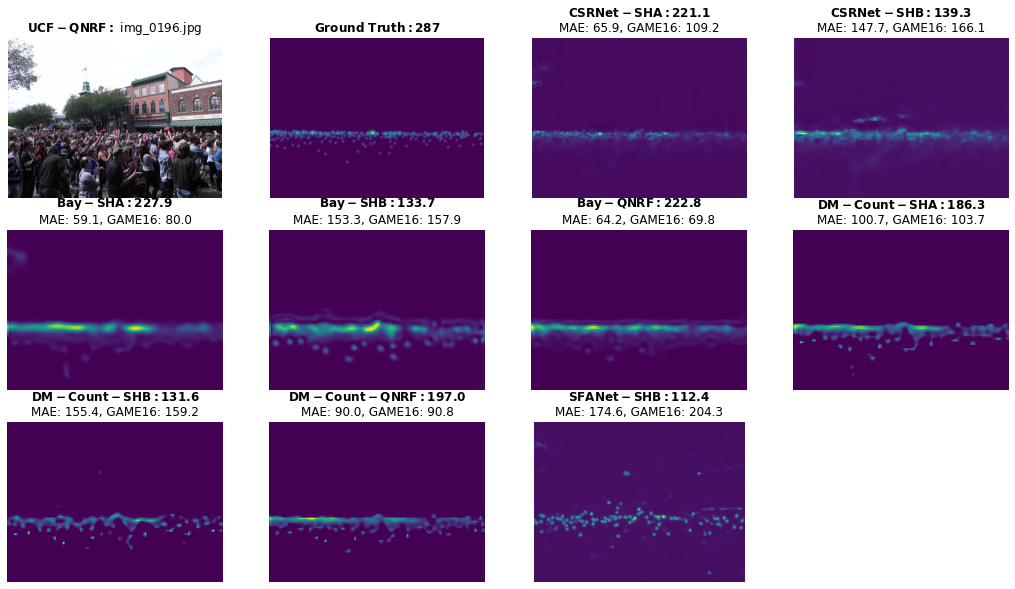 UCF − QNRF : img_0196.jpg
Ground Truth : 287
CSRNet − SHA : 221.1
MAE: 65.9, GAME16: 109.2
CSRNet − SHB : 139.3
MAE: 147.7, GAME16: 166.1
Bay − SHA : 227.9
MAE: 59.1, GAME16: 80.0
Bay − SHB : 133.7
MAE: 153.3, GAME16: 157.9
Bay − QNRF : 222.8
MAE: 64.2, GAME16: 69.8
DM − Count − SHA : 186.3
MAE: 100.7, GAME16: 103.7
DM − Count − SHB : 131.6
MAE: 155.4, GAME16: 159.2
DM − Count − QNRF : 197.0
MAE: 90.0, GAME16: 90.8
SFANet − SHB : 112.4
MAE: 174.6, GAME16: 204.3